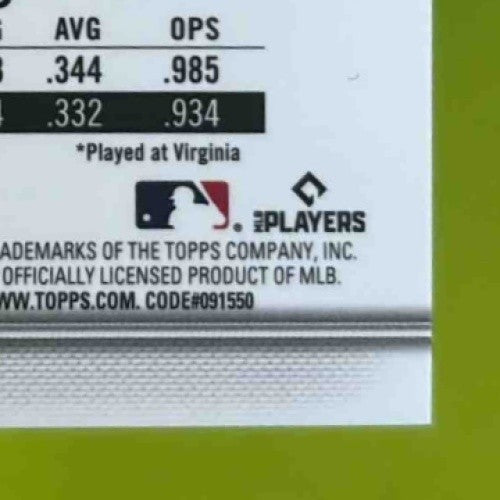 AVG OPS
.344 .985
.332 .934
*Played at Virginia
MLB PLAYERS
ADEMARKS OF THE TOPPS COMPANY, INC.
OFFICIALLY LICENSED PRODUCT OF MLB.
WW.TOPPS.COM. CODE#091550